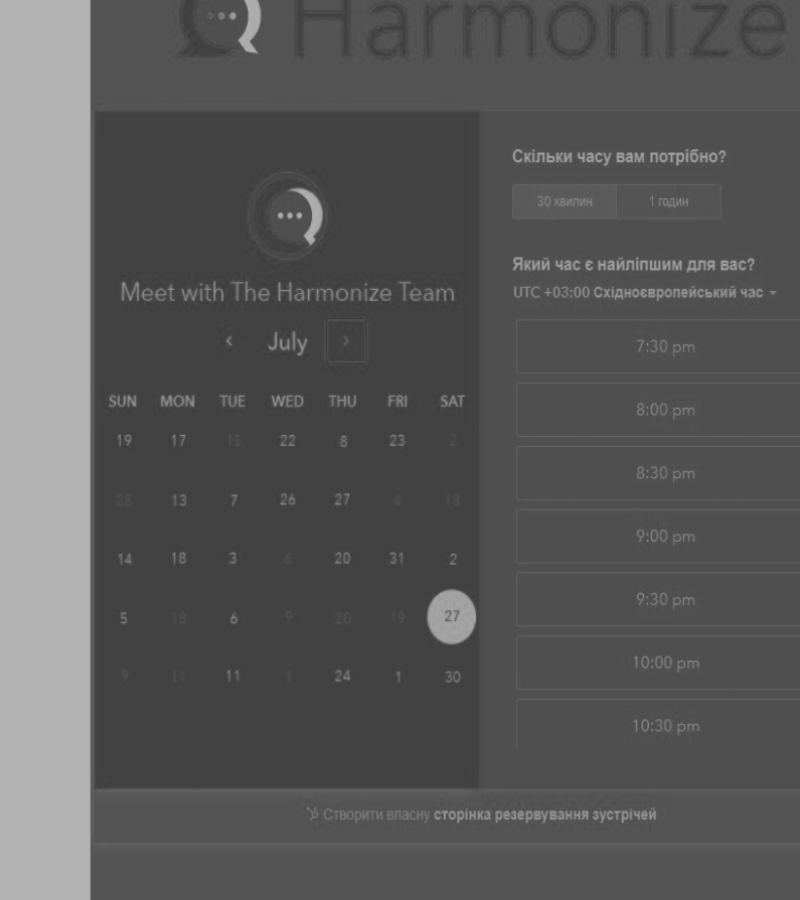 Harmonize
Meet with The Harmonize Team
July
SUN MON TUE WED THU FRI SAT
19 17 15 22 8 23 2
25 13 7 26 27 4 18
14 18 3 20 31 2
5 18 6 9 20 19 27
9 11 11 24 1 30
Скільки часу вам потрібно?
30 хвилин 1 годин
Який час є найліпшим для вас?
UTC +03:00 Східноєвропейський час
7:30 pm
8:00 pm
8:30 pm
9:00 pm
9:30 pm
10:00 pm
10:30 pm
Створити власну сторінка резервування зустрічей